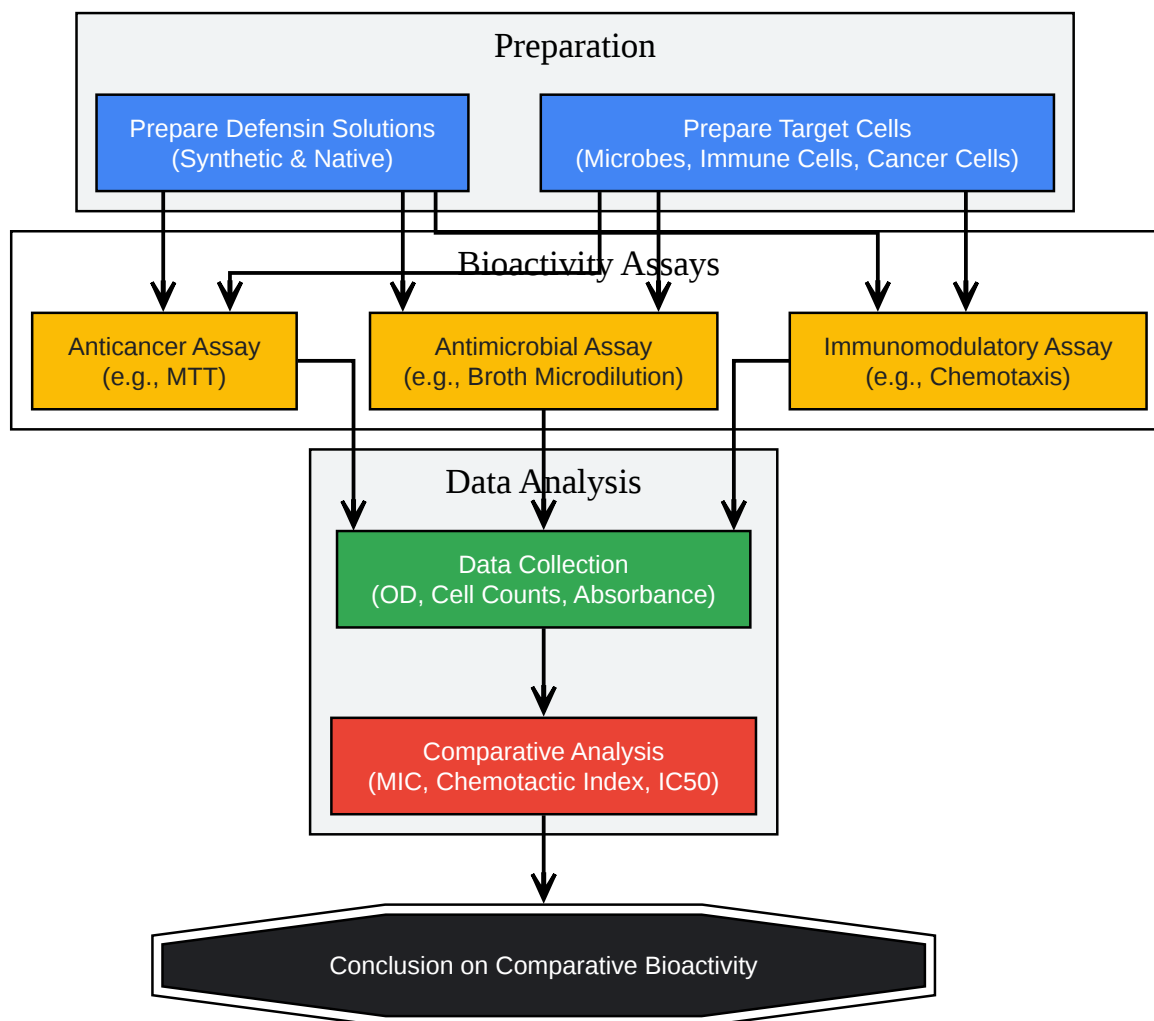 Preparation
Prepare Defensin Solutions
(Synthetic & Native)
Prepare Target Cells
(Microbes, Immune Cells, Cancer Cells)
Bioactivity Assays
Anticancer Assay
(e.g., MTT)
Antimicrobial Assay
(e.g., Broth Microdilution)
Immunomodulatory Assay
(e.g., Chemotaxis)
Data Analysis
Data Collection
(OD, Cell Counts, Absorbance)
Comparative Analysis
(MIC, Chemotactic Index, IC50)
Conclusion on Comparative Bioactivity